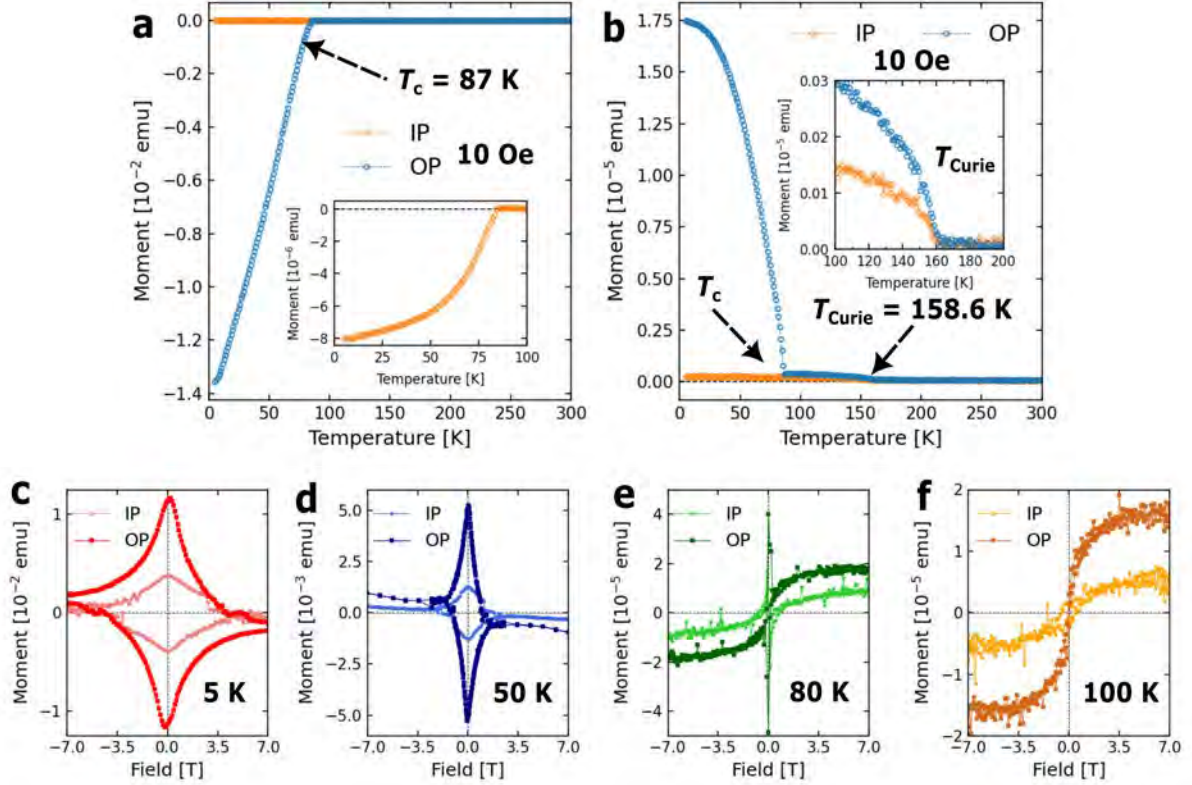 a
0.0
−0.2
−0.4
−0.6
−0.8
−1.0
−1.2
−1.4
Moment [10⁻² emu]
Tc = 87 K
IP
OP
10 Oe
0
−2
−4
−6
−8
Moment [10⁻⁶ emu]
0 25 50 75 100
Temperature [K]
0 50 100 150 200 250 300
Temperature [K]
b
1.75
1.50
1.25
1.00
0.75
0.50
0.25
0.00
Moment [10⁻⁵ emu]
IP OP
10 Oe
0.03
0.02
0.01
0.00
Moment [10⁻⁵ emu]
TCurie
100 120 140 160 180 200
Temperature [K]
Tc
TCurie = 158.6 K
0 50 100 150 200 250 300
Temperature [K]
c
1
0
−1
Moment [10⁻² emu]
IP
OP
5 K
−7.0 −3.5 0.0 3.5 7.0
Field [T]
d
5.0
2.5
0.0
−2.5
−5.0
Moment [10⁻³ emu]
IP
OP
50 K
−7.0 −3.5 0.0 3.5 7.0
Field [T]
e
4
2
0
−2
−4
Moment [10⁻⁵ emu]
IP
OP
80 K
−7.0 −3.5 0.0 3.5 7.0
Field [T]
f
2
1
0
−1
−2
Moment [10⁻⁵ emu]
IP
OP
100 K
−7.0 −3.5 0.0 3.5 7.0
Field [T]